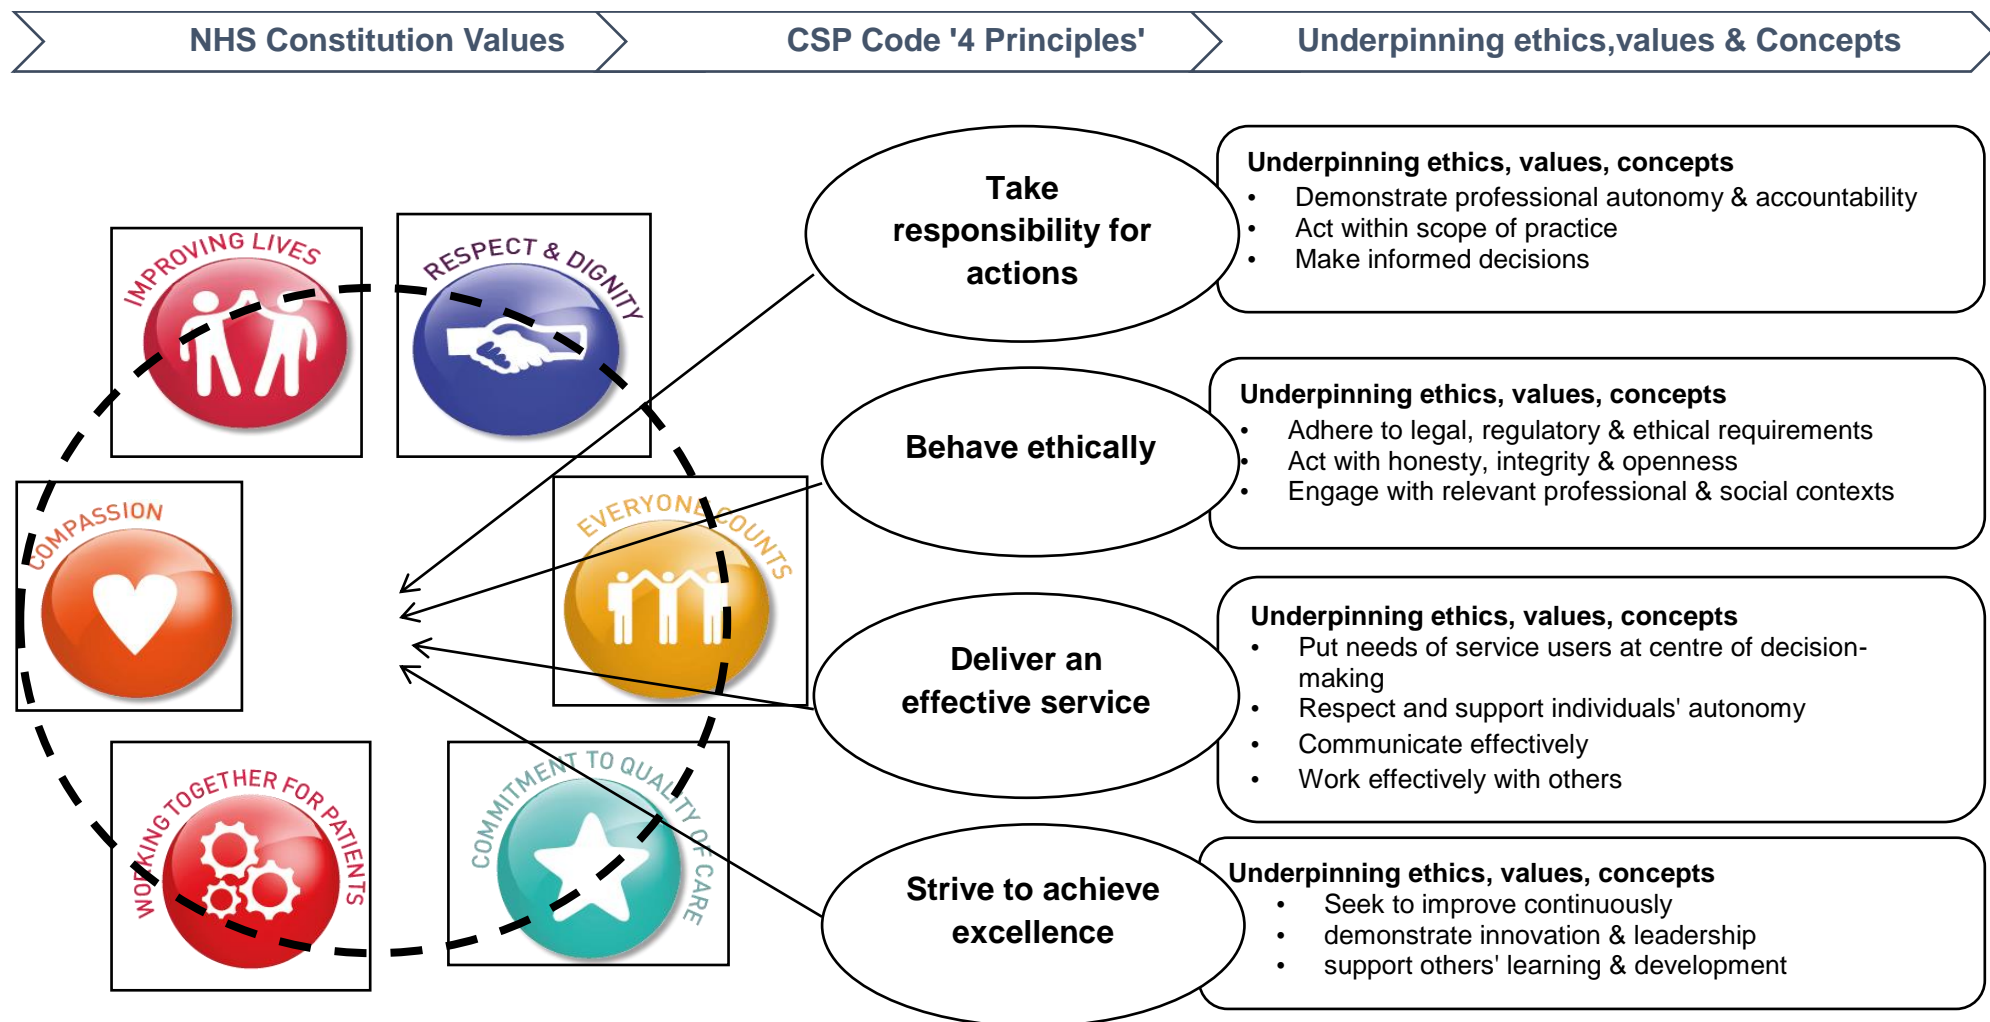 NHS Constitution Values
CSP Code '4 Principles'
Underpinning ethics,values & Concepts
IMPROVING LIVES
RESPECT & DIGNITY
COMPASSION
EVERYONE COUNTS
WORKING TOGETHER FOR PATIENTS
COMMITMENT TO QUALITY OF CARE
Take
responsibility for
actions
Underpinning ethics, values, concepts
• Demonstrate professional autonomy & accountability
• Act within scope of practice
• Make informed decisions
Behave ethically
Underpinning ethics, values, concepts
• Adhere to legal, regulatory & ethical requirements
• Act with honesty, integrity & openness
• Engage with relevant professional & social contexts
Deliver an
effective service
Underpinning ethics, values, concepts
• Put needs of service users at centre of decision-
making
• Respect and support individuals' autonomy
• Communicate effectively
• Work effectively with others
Strive to achieve
excellence
Underpinning ethics, values, concepts
• Seek to improve continuously
• demonstrate innovation & leadership
• support others' learning & development